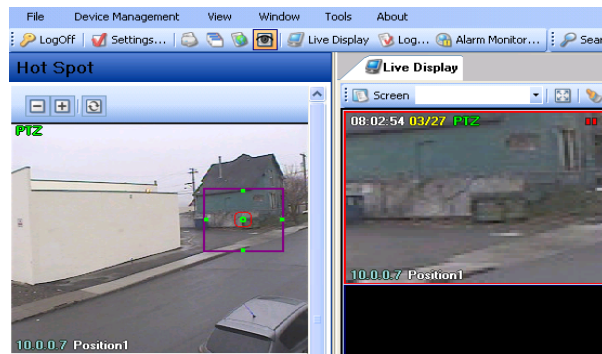 File Device Management View Window Tools About
LogOff Settings... Live Display Log... Alarm Monitor... Sear
Hot Spot
Live Display
Screen
PTZ
08:02:54 03/27 PTZ
10.0.0.7 Position1
10.0.0.7 Position1